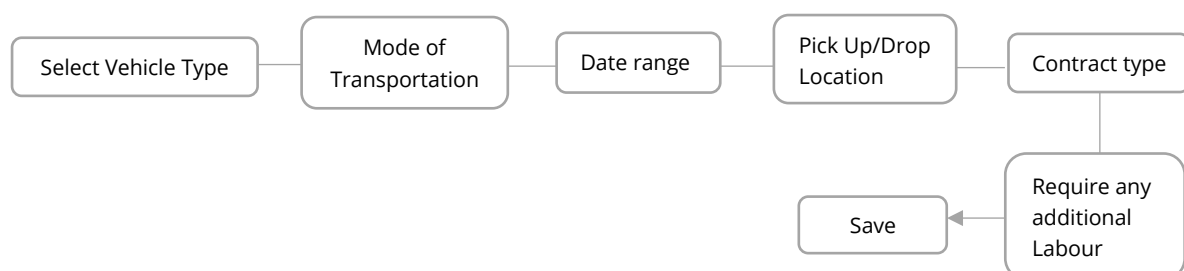 Select Vehicle Type
Mode of
Transportation
Date range
Pick Up/Drop
Location
Contract type
Require any
additional
Labour
Save